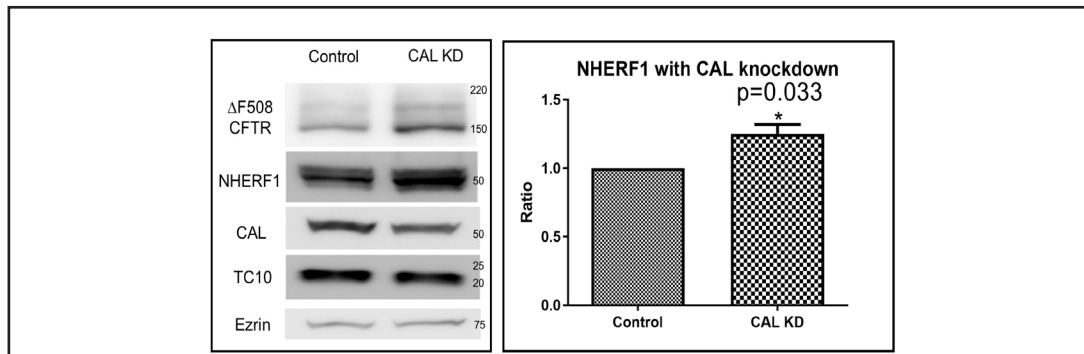 Control CAL KD
220
ΔF508
CFTR 150
NHERF1 50
CAL 50
25
TC10 20
Ezrin 75
NHERF1 with CAL knockdown
p=0.033
*
1.5
1.0
0.5
0.0
Ratio
Control CAL KD